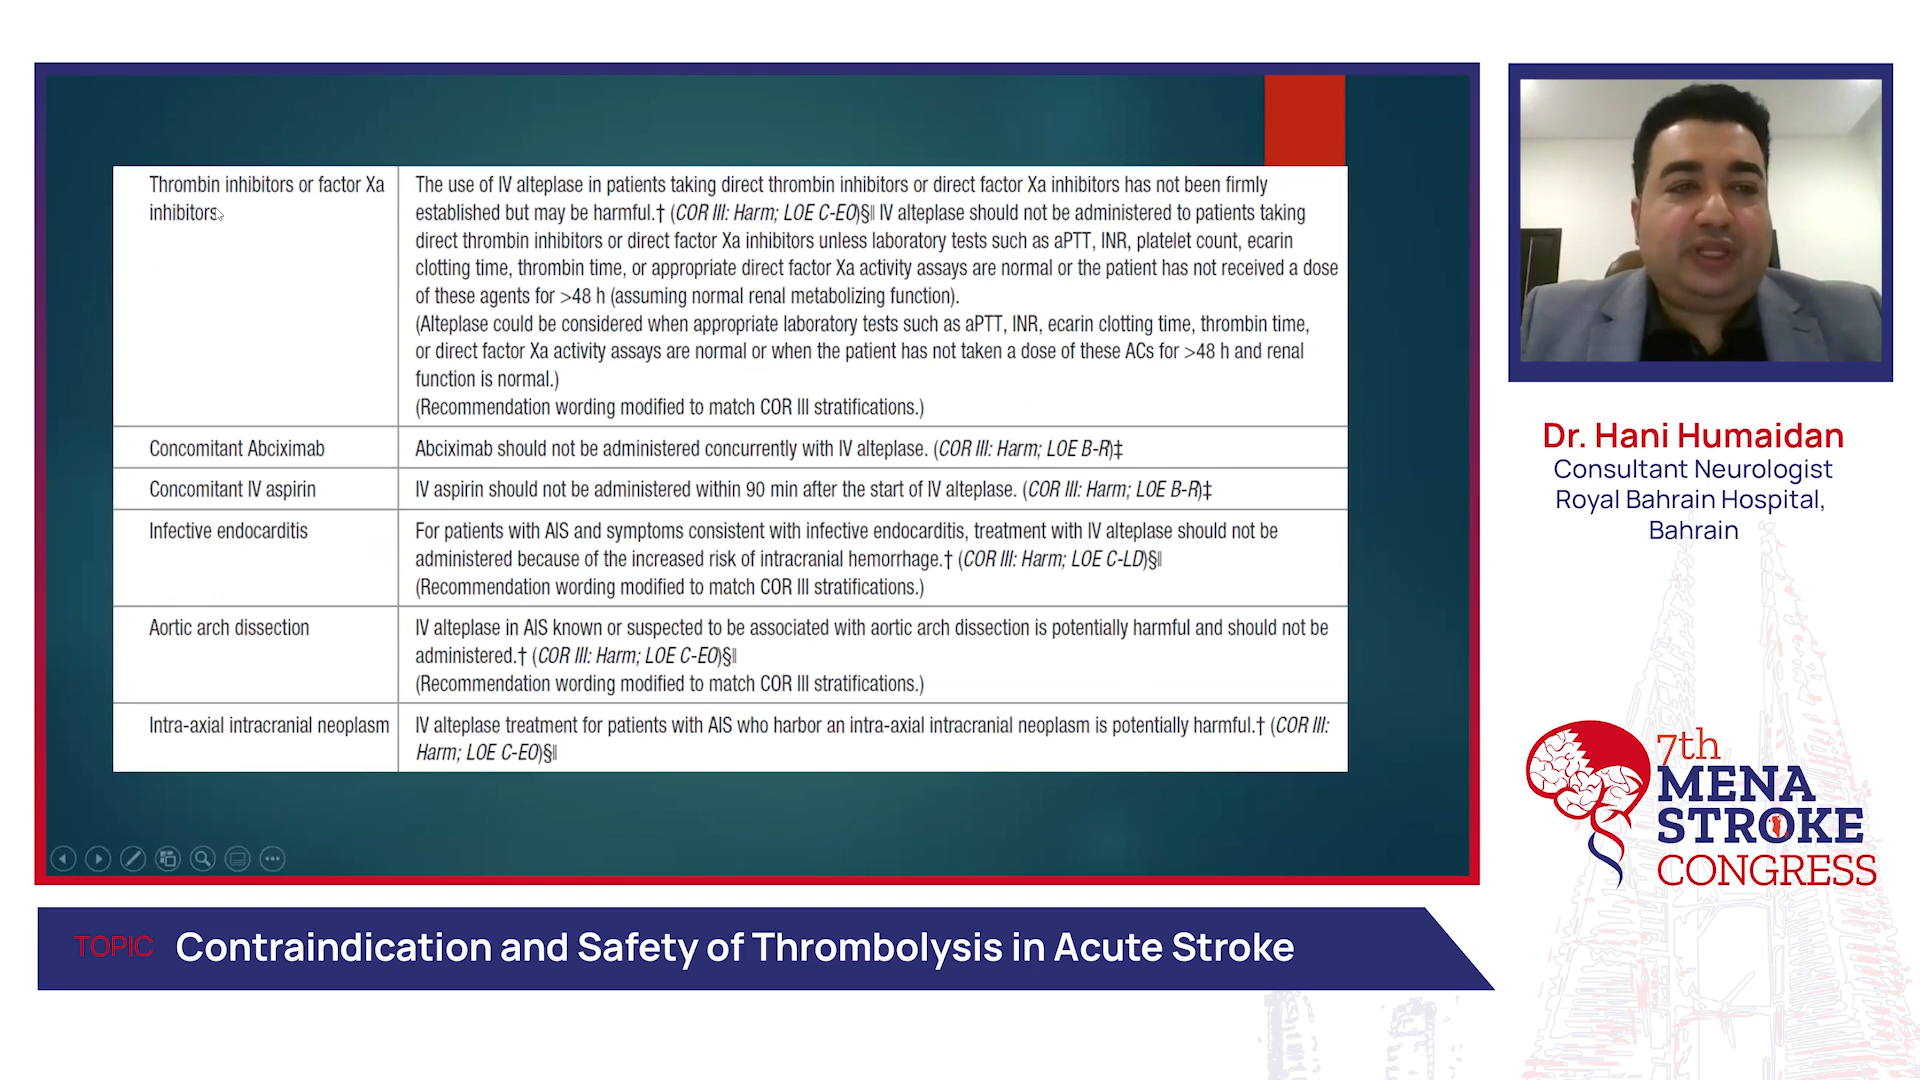 Thrombin inhibitors or factor Xa
inhibitors
The use of IV alteplase in patients taking direct thrombin inhibitors or direct factor Xa inhibitors has not been firmly
established but may be harmful.† (COR III: Harm; LOE C-EO)§‖ IV alteplase should not be administered to patients taking
direct thrombin inhibitors or direct factor Xa inhibitors unless laboratory tests such as aPTT, INR, platelet count, ecarin
clotting time, thrombin time, or appropriate direct factor Xa activity assays are normal or the patient has not received a dose
of these agents for >48 h (assuming normal renal metabolizing function).
(Alteplase could be considered when appropriate laboratory tests such as aPTT, INR, ecarin clotting time, thrombin time,
or direct factor Xa activity assays are normal or when the patient has not taken a dose of these ACs for >48 h and renal
function is normal.)
(Recommendation wording modified to match COR III stratifications.)
Concomitant Abciximab
Abciximab should not be administered concurrently with IV alteplase. (COR III: Harm; LOE B-R)‡
Concomitant IV aspirin
IV aspirin should not be administered within 90 min after the start of IV alteplase. (COR III: Harm; LOE B-R)‡
Infective endocarditis
For patients with AIS and symptoms consistent with infective endocarditis, treatment with IV alteplase should not be
administered because of the increased risk of intracranial hemorrhage.† (COR III: Harm; LOE C-LD)§‖
(Recommendation wording modified to match COR III stratifications.)
Aortic arch dissection
IV alteplase in AIS known or suspected to be associated with aortic arch dissection is potentially harmful and should not be
administered.† (COR III: Harm; LOE C-EO)§‖
(Recommendation wording modified to match COR III stratifications.)
Intra-axial intracranial neoplasm
IV alteplase treatment for patients with AIS who harbor an intra-axial intracranial neoplasm is potentially harmful.† (COR III:
Harm; LOE C-EO)§‖
Dr. Hani Humaidan
Consultant Neurologist
Royal Bahrain Hospital,
Bahrain
7th
MENA
STROKE
CONGRESS
TOPIC Contraindication and Safety of Thrombolysis in Acute Stroke